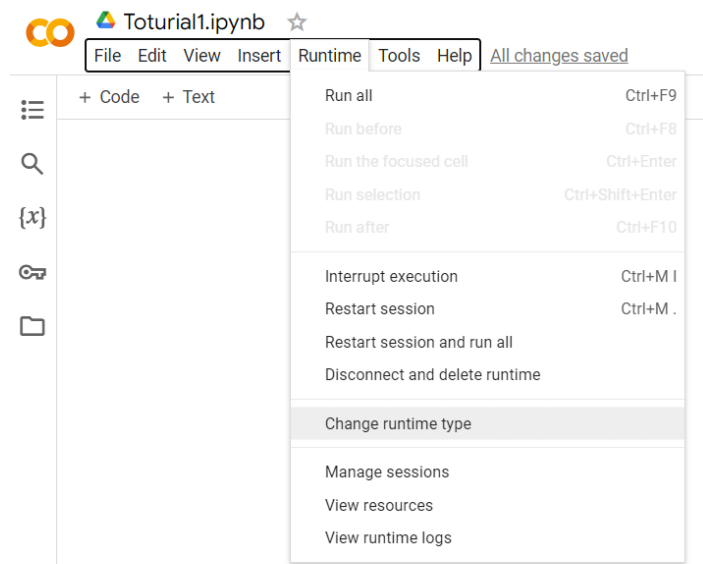 Toturial1.ipynb
File Edit View Insert Runtime Tools Help All changes saved
+ Code + Text
Run all Ctrl+F9
Run before Ctrl+F8
Run the focused cell Ctrl+Enter
Run selection Ctrl+Shift+Enter
Run after Ctrl+F10
{x}
Interrupt execution Ctrl+M I
Restart session Ctrl+M .
Restart session and run all
Disconnect and delete runtime
Change runtime type
Manage sessions
View resources
View runtime logs